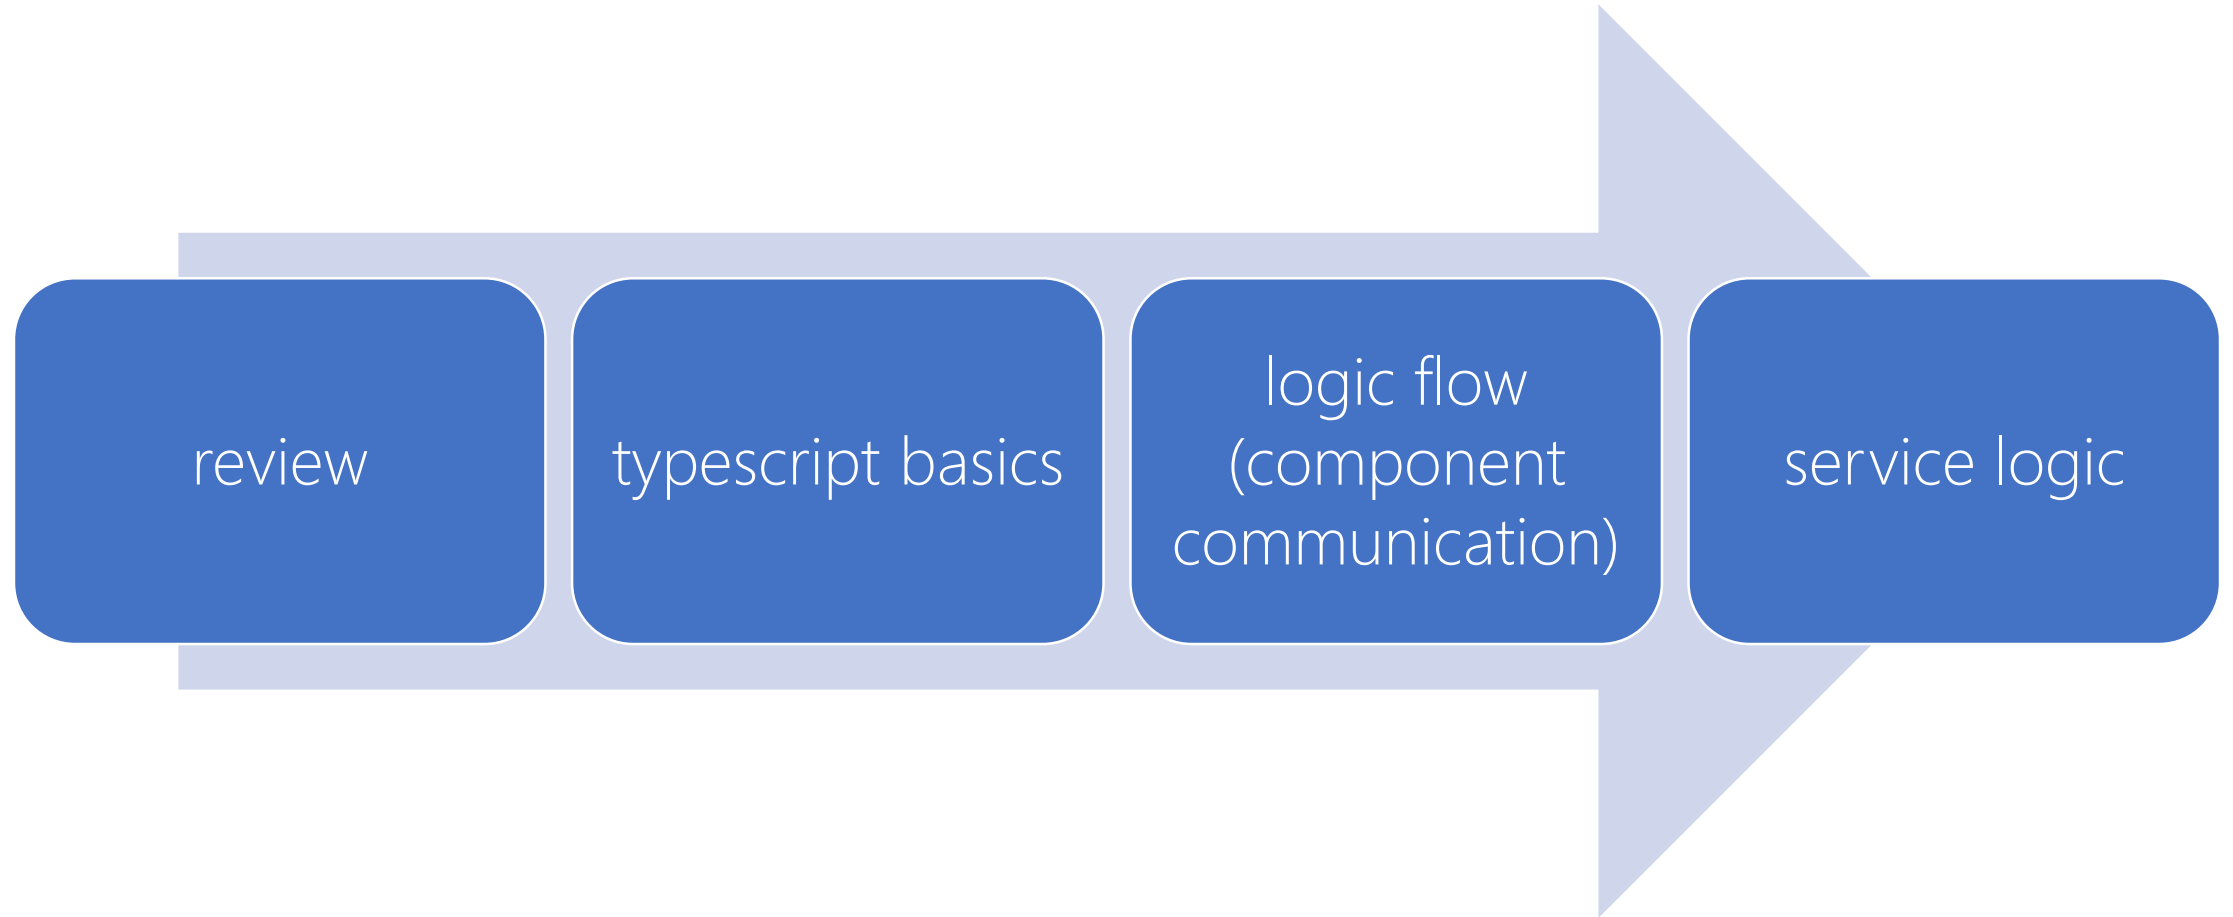 review
typescript basics
logic flow
(component
communication)
service logic